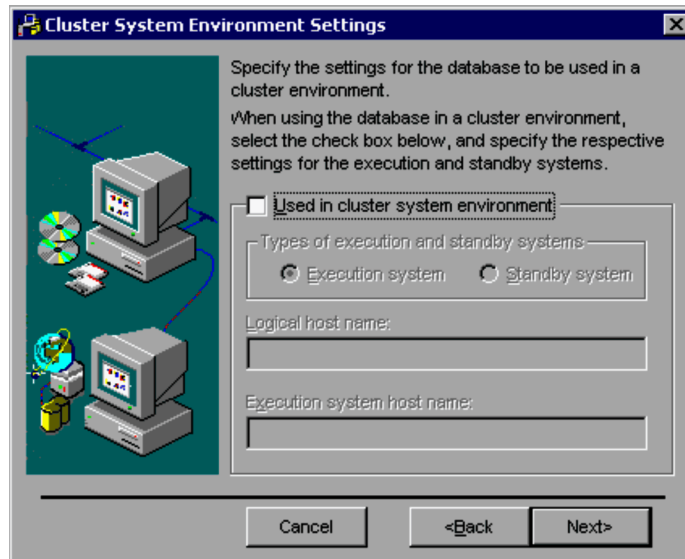 Cluster System Environment Settings
Specify the settings for the database to be used in a
cluster environment.
When using the database in a cluster environment,
select the check box below, and specify the respective
settings for the execution and standby systems.
Used in cluster system environment
Types of execution and standby systems
Execution system Standby system
Logical host name:
Execution system host name:
Cancel <Back Next>